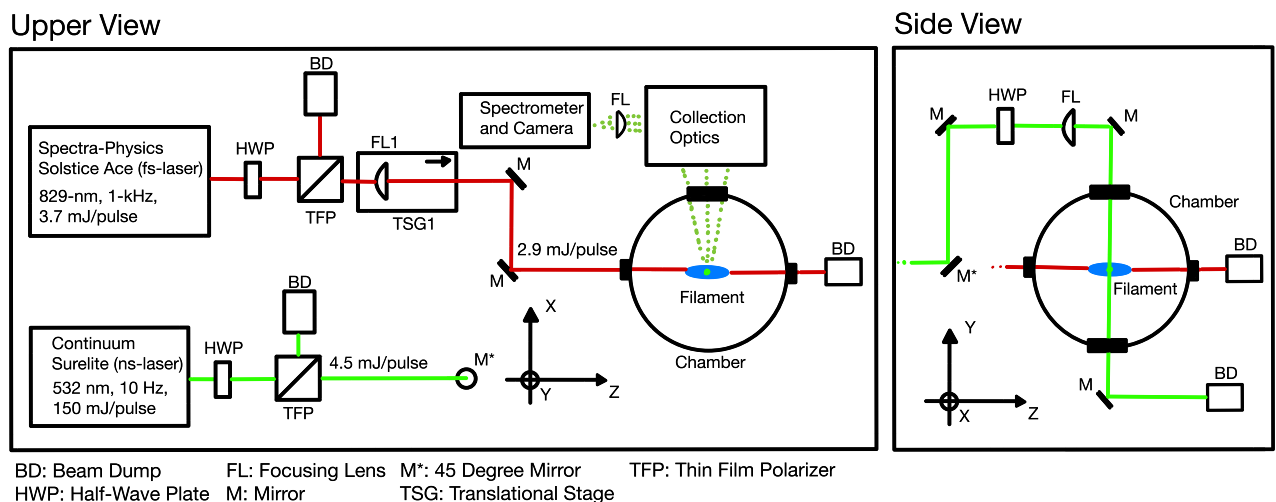 Upper View
Side View
BD
Spectra-Physics
Solstice Ace (fs-laser)
829-nm, 1-kHz,
3.7 mJ/pulse
HWP
TFP
FL1
TSG1
M
M
2.9 mJ/pulse
Spectrometer
and Camera
FL
Collection
Optics
BD
Filament
Chamber
BD
Continuum
Surelite (ns-laser)
532 nm, 10 Hz,
150 mJ/pulse
HWP
TFP
4.5 mJ/pulse
M*
X
Y
Z
M
HWP
FL
M
Chamber
M*
BD
Filament
Y
X
Z
M
BD
BD: Beam Dump
FL: Focusing Lens
M*: 45 Degree Mirror
TFP: Thin Film Polarizer
HWP: Half-Wave Plate
M: Mirror
TSG: Translational Stage